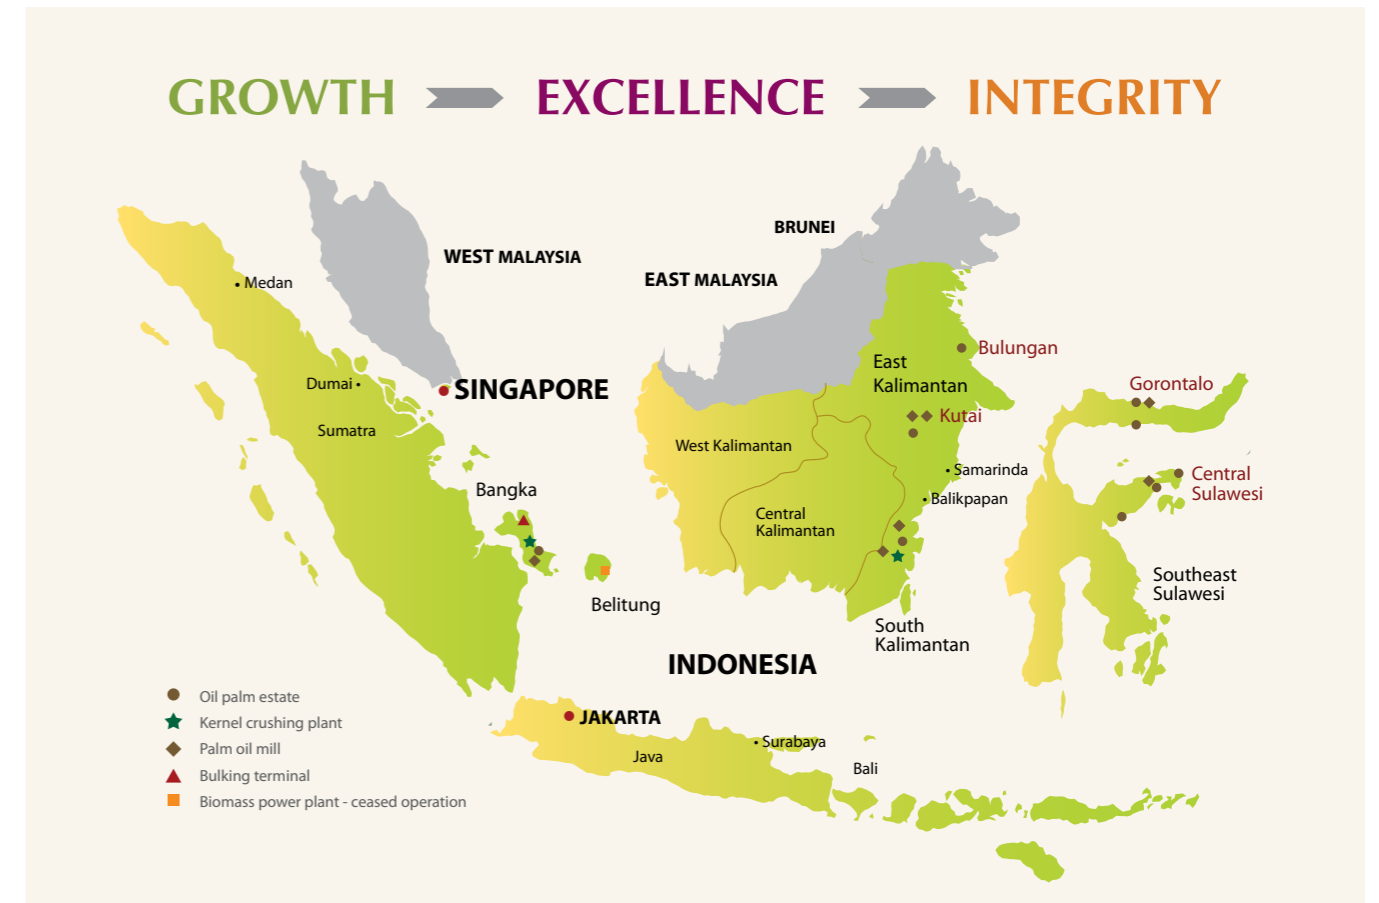 GROWTH EXCELLENCE INTEGRITY
BRUNEI
WEST MALAYSIA
EAST MALAYSIA
Medan
Bulungan
East
Kalimantan
Dumai
SINGAPORE
Gorontalo
Kutai
Sumatra
West Kalimantan
Samarinda
Central
Sulawesi
Bangka
Balikpapan
Central
Kalimantan
Southeast
Sulawesi
Belitung
South
Kalimantan
INDONESIA
Oil palm estate
Kernel crushing plant
Palm oil mill
Bulking terminal
Biomass power plant - ceased operation
JAKARTA
Surabaya
Java
Bali